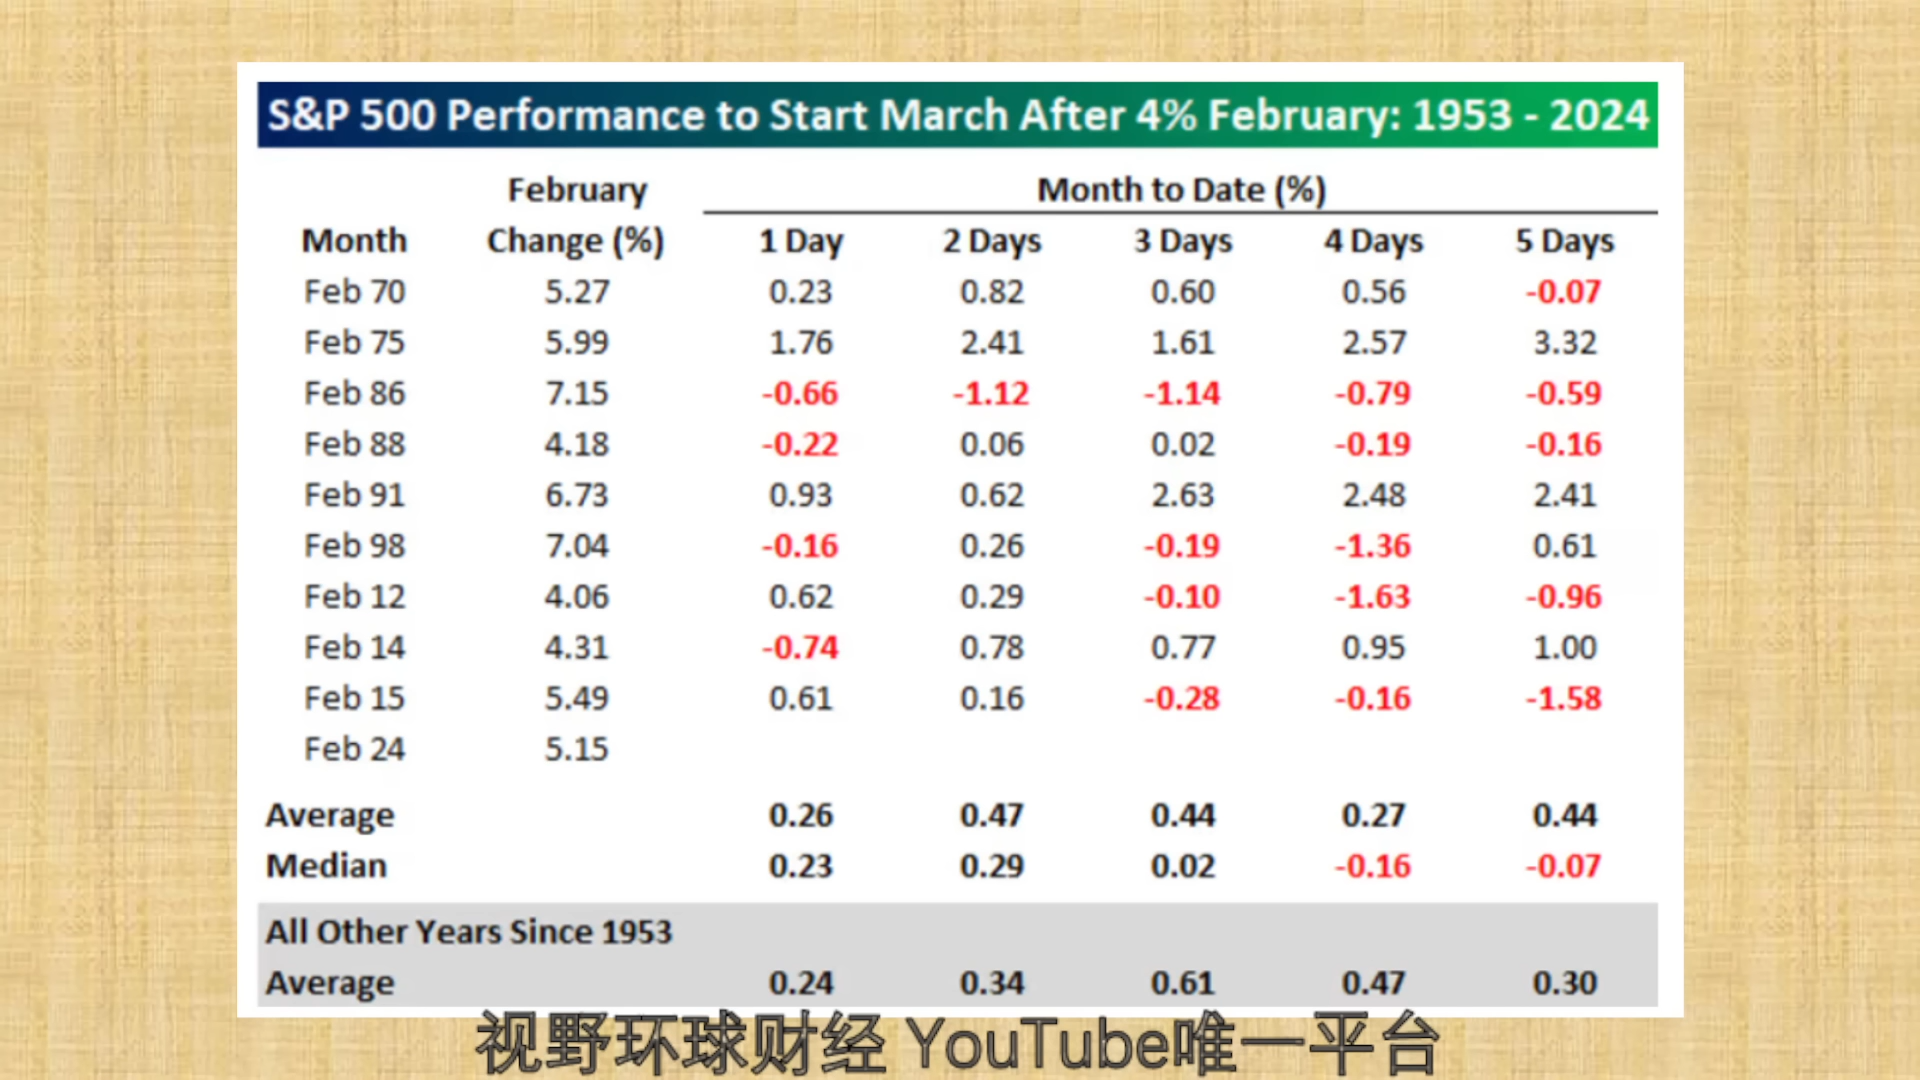 S&P 500 Performance to Start March After 4% February: 1953 - 2024
February Month to Date (%)
Month Change (%) 1 Day 2 Days 3 Days 4 Days 5 Days
Feb 70 5.27 0.23 0.82 0.60 0.56 -0.07
Feb 75 5.99 1.76 2.41 1.61 2.57 3.32
Feb 86 7.15 -0.66 -1.12 -1.14 -0.79 -0.59
Feb 88 4.18 -0.22 0.06 0.02 -0.19 -0.16
Feb 91 6.73 0.93 0.62 2.63 2.48 2.41
Feb 98 7.04 -0.16 0.26 -0.19 -1.36 0.61
Feb 12 4.06 0.62 0.29 -0.10 -1.63 -0.96
Feb 14 4.31 -0.74 0.78 0.77 0.95 1.00
Feb 15 5.49 0.61 0.16 -0.28 -0.16 -1.58
Feb 24 5.15
Average 0.26 0.47 0.44 0.27 0.44
Median 0.23 0.29 0.02 -0.16 -0.07
All Other Years Since 1953
Average 0.24 0.34 0.61 0.47 0.30
视野环球财经 YouTube唯一平台